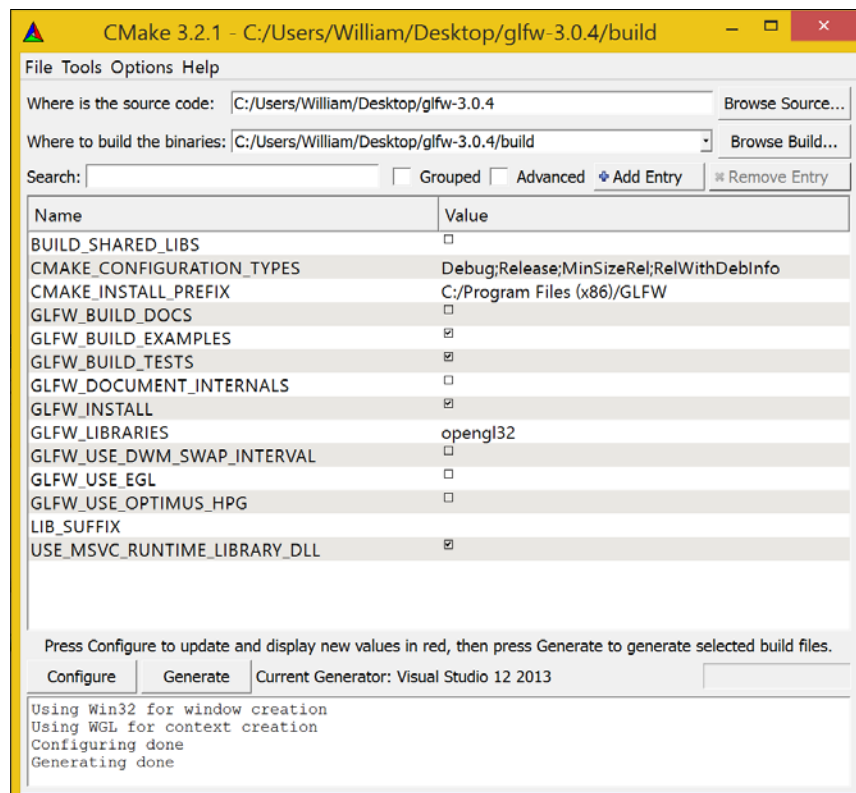 CMake 3.2.1 - C:/Users/William/Desktop/glfw-3.0.4/build
File Tools Options Help
Where is the source code: C:/Users/William/Desktop/glfw-3.0.4 Browse Source...
Where to build the binaries: C:/Users/William/Desktop/glfw-3.0.4/build Browse Build...
Search: Grouped Advanced Add Entry Remove Entry
Name Value
BUILD_SHARED_LIBS
CMAKE_CONFIGURATION_TYPES Debug;Release;MinSizeRel;RelWithDebInfo
CMAKE_INSTALL_PREFIX C:/Program Files (x86)/GLFW
GLFW_BUILD_DOCS
GLFW_BUILD_EXAMPLES
GLFW_BUILD_TESTS
GLFW_DOCUMENT_INTERNALS
GLFW_INSTALL
GLFW_LIBRARIES opengl32
GLFW_USE_DWM_SWAP_INTERVAL
GLFW_USE_EGL
GLFW_USE_OPTIMUS_HPG
LIB_SUFFIX
USE_MSVC_RUNTIME_LIBRARY_DLL
Press Configure to update and display new values in red, then press Generate to generate selected build files.
Configure Generate Current Generator: Visual Studio 12 2013
Using Win32 for window creation
Using WGL for context creation
Configuring done
Generating done